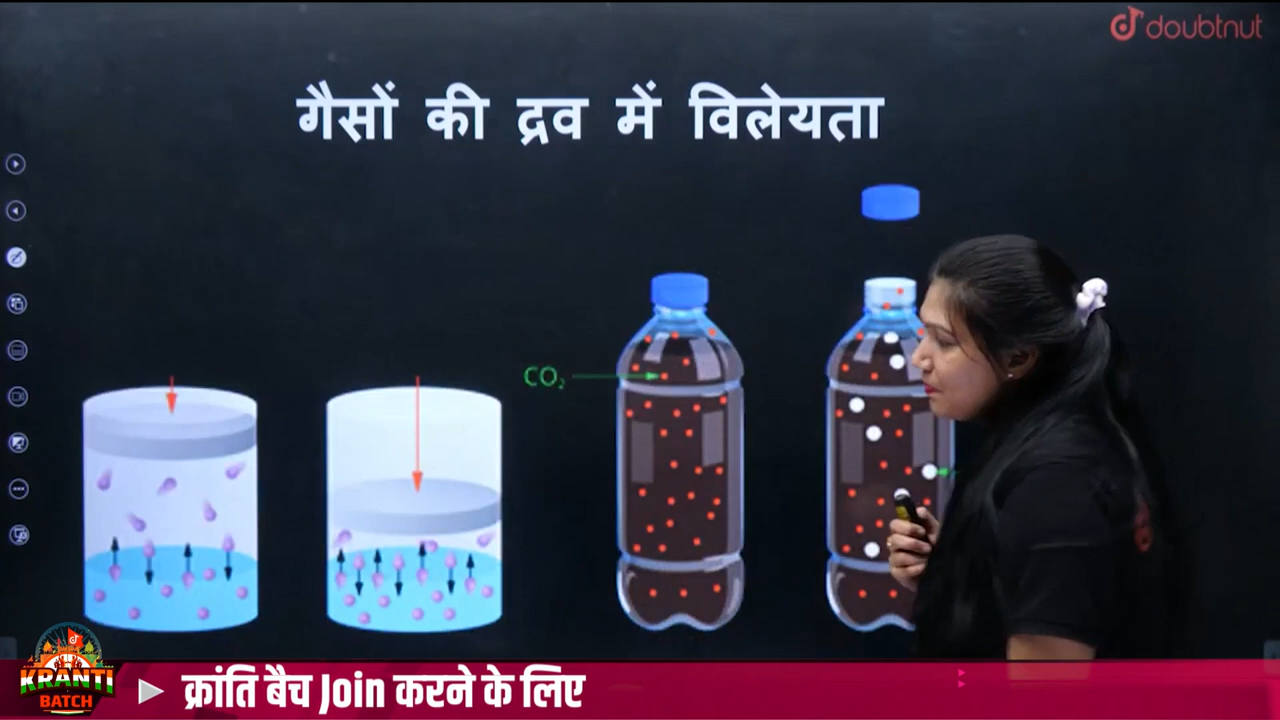 doubtnut
गैसों की द्रव में विलेयता
CO₂
KRANTI
BATCH
क्रांति बैच Join करने के लिए